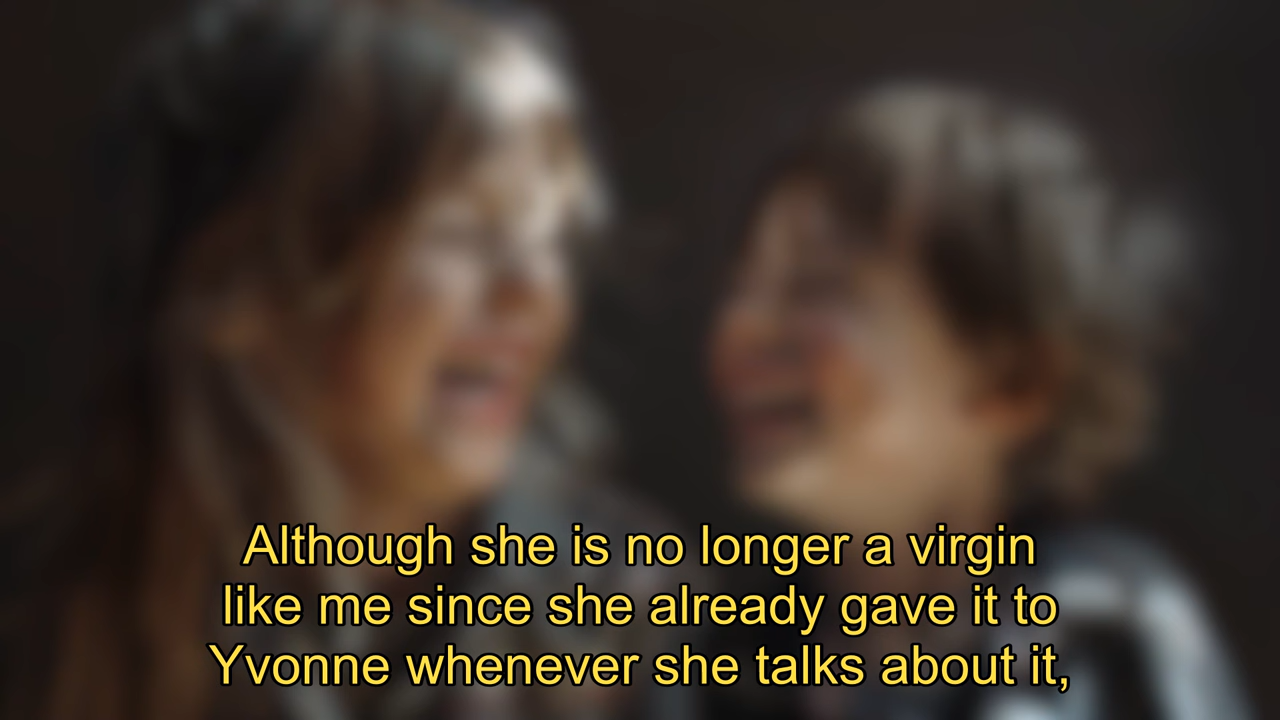 Although she is no longer a virgin
like me since she already gave it to
Yvonne whenever she talks about it,